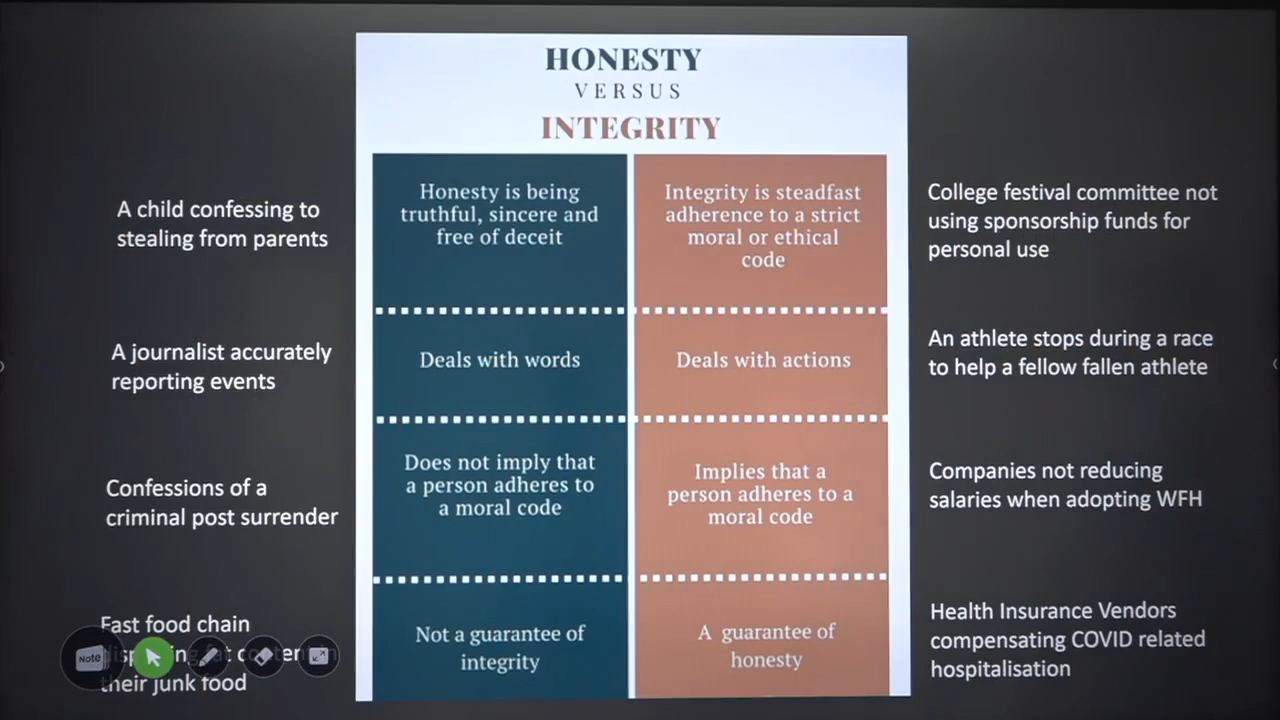 HONESTY
VERSUS
INTEGRITY
A child confessing to
stealing from parents
Honesty is being
truthful, sincere and
free of deceit
Integrity is steadfast
adherence to a strict
moral or ethical
code
College festival committee not
using sponsorship funds for
personal use
A journalist accurately
reporting events
Deals with words
Deals with actions
An athlete stops during a race
to help a fellow fallen athlete
Confessions of a
criminal post surrender
Does not imply that
a person adheres to
a moral code
Implies that a
person adheres to a
moral code
Companies not reducing
salaries when adopting WFH
Fast food chain
their junk food
Note
Not a guarantee of
integrity
A guarantee of
honesty
Health Insurance Vendors
compensating COVID related
hospitalisation